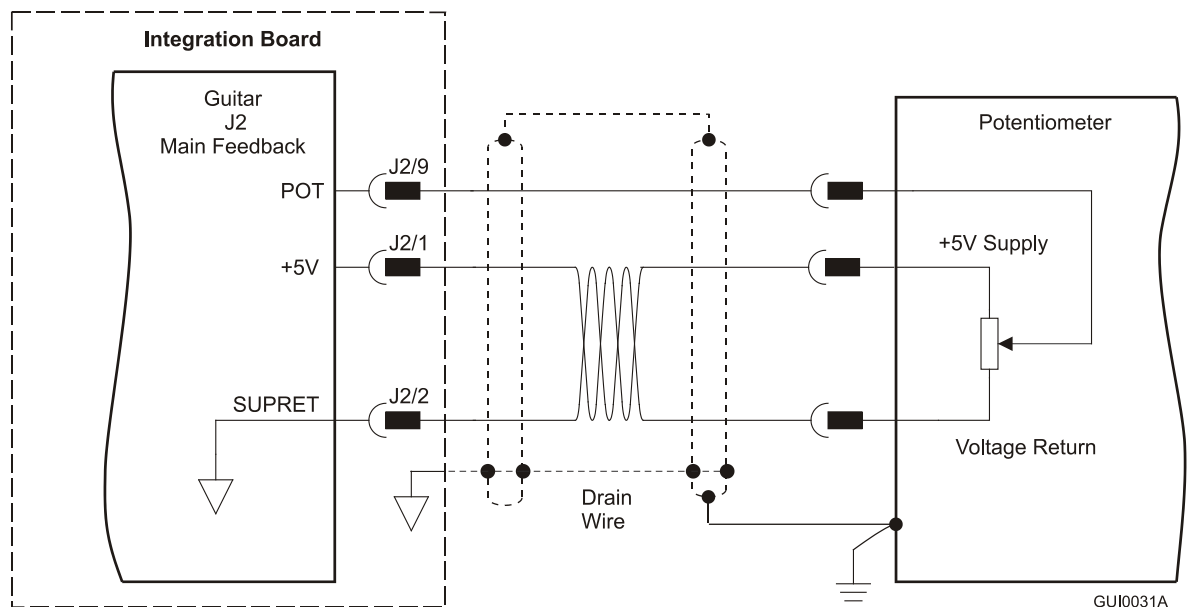 Integration Board
Guitar
J2
Main Feedback
POT
J2/9
+5V
J2/1
SUPRET
J2/2
Drain
Wire
Potentiometer
+5V Supply
Voltage Return
GUI0031A